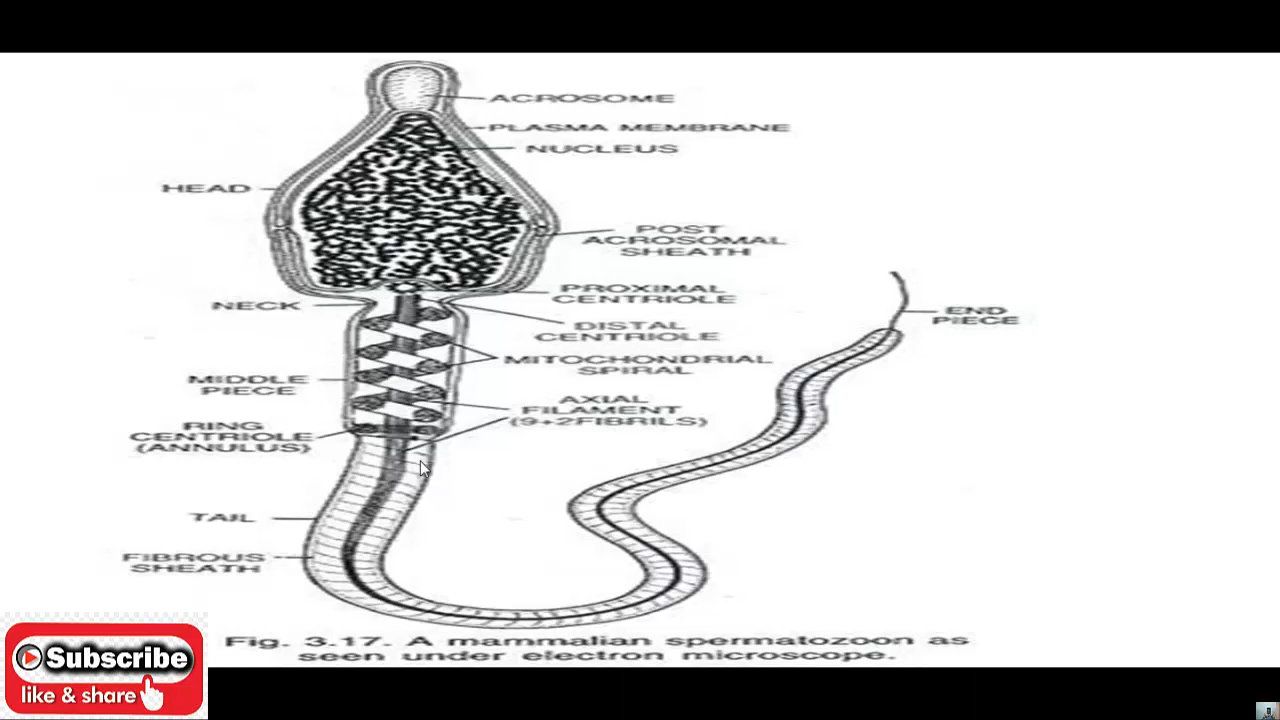 ACROSOME
PLASMA MEMBRANE
NUCLEUS
HEAD
POST
ACROSOMAL
SHEATH
PROXIMAL
CENTRIOLE
NECK
END
PIECE
DISTAL
CENTRIOLE
MITOCHONDRIAL
SPIRAL
MIDDLE
PIECE
AXIAL
FILAMENT
(9+2FIBRILS)
RING
CENTRIOLE
(ANNULUS)
TAIL
FIBROUS
SHEATH
Fig. 3.17. A mammalian spermatozoon as
seen under electron microscope.
Subscribe
like & share